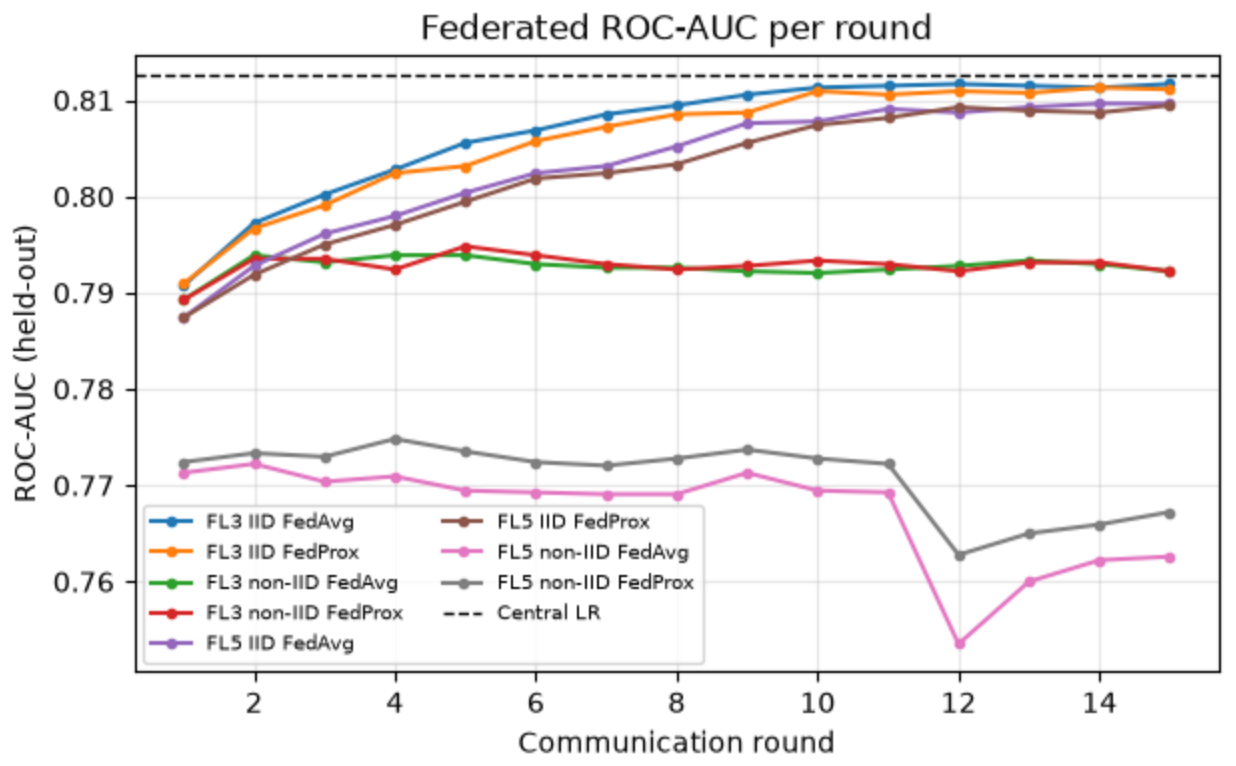 Federated ROC-AUC per round
ROC-AUC (held-out)
0.81
0.80
0.79
0.78
0.77
0.76
FL3 IID FedAvg
FL3 IID FedProx
FL3 non-IID FedAvg
FL3 non-IID FedProx
FL5 IID FedAvg
FL5 IID FedProx
FL5 non-IID FedAvg
FL5 non-IID FedProx
Central LR
2 4 6 8 10 12 14
Communication round